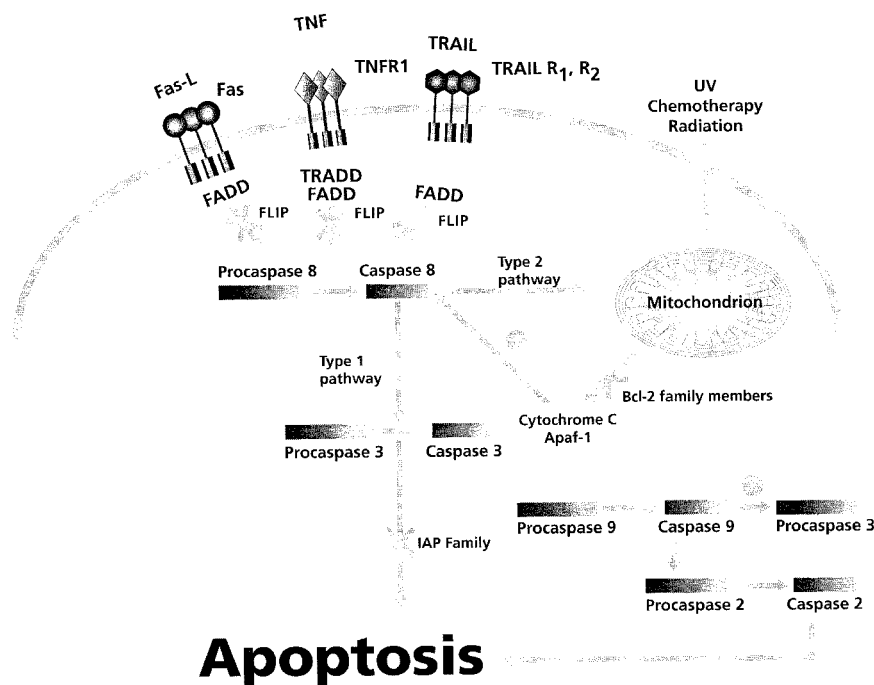 TNF
TRAIL
TNFR1
TRAIL R1, R2
Fas-L
Fas
UV
Chemotherapy
Radiation
FADD
TRADD
FADD
FADD
FLIP
FLIP
FLIP
Procaspase 8
Caspase 8
Type 2
pathway
Mitochondrion
Type 1
pathway
Bcl-2 family members
Cytochrome C
Apaf-1
Procaspase 3
Caspase 3
Procaspase 9
Caspase 9
Procaspase 3
IAP Family
Procaspase 2
Caspase 2
Apoptosis